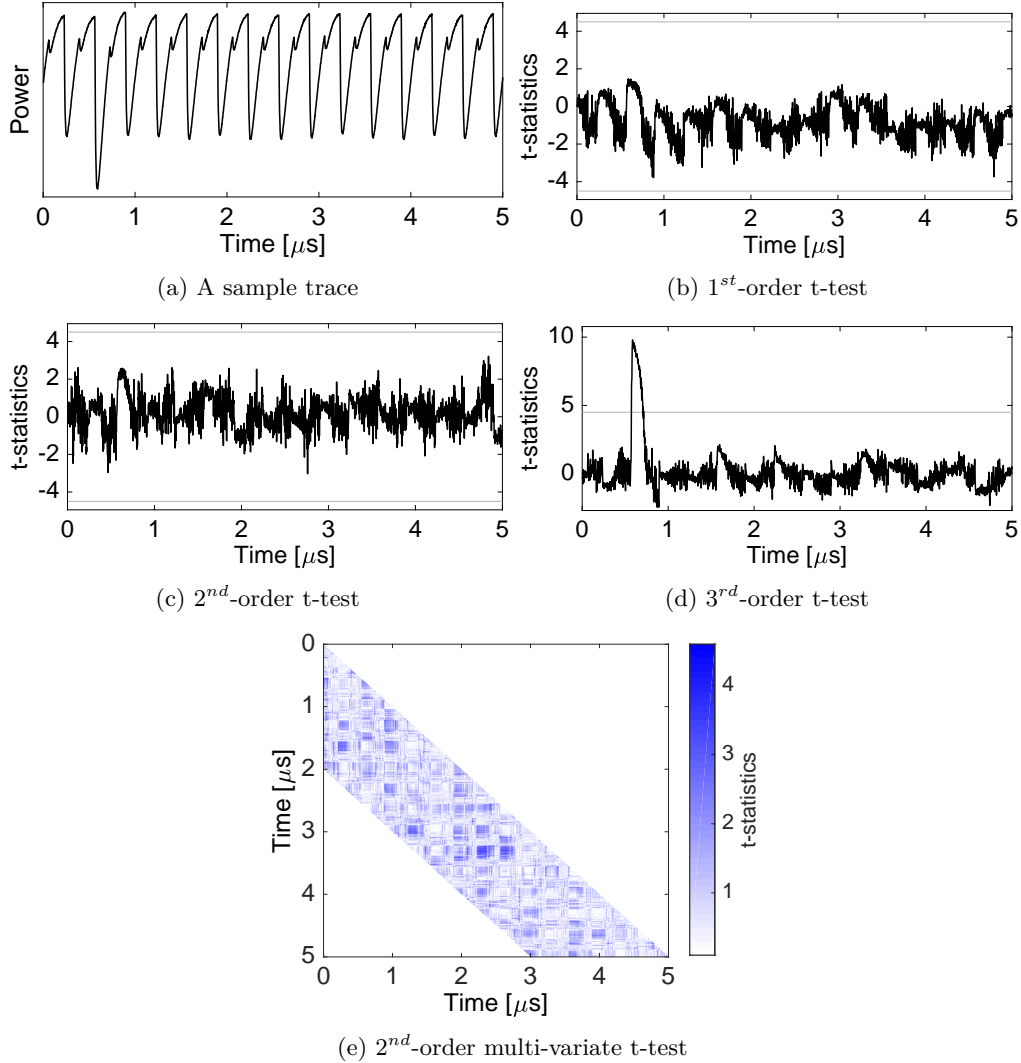 Power
0 1 2 3 4 5
Time [μs]
(a) A sample trace
t-statistics
4
2
0
-2
-4
0 1 2 3 4 5
Time [μs]
(b) 1st-order t-test
t-statistics
4
2
0
-2
-4
0 1 2 3 4 5
Time [μs]
(c) 2nd-order t-test
t-statistics
10
5
0
0 1 2 3 4 5
Time [μs]
(d) 3rd-order t-test
Time [μs]
0
1
2
3
4
5
0 1 2 3 4 5
Time [μs]
4
3
2
1
t-statistics
(e) 2nd-order multi-variate t-test